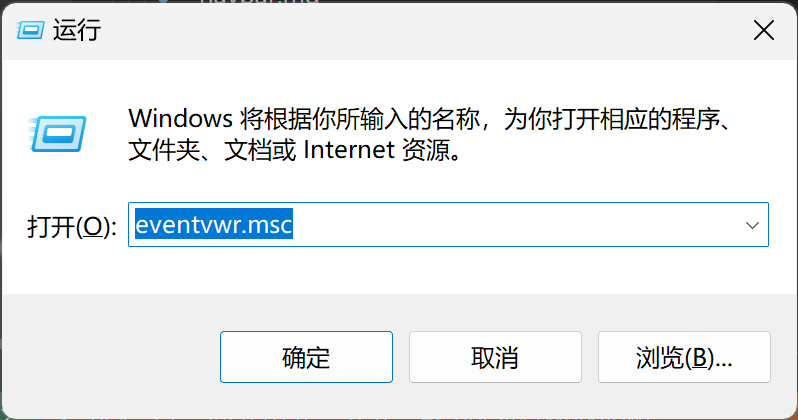 运行
Windows 将根据你所输入的名称，为你打开相应的程序、
文件夹、文档或 Internet 资源。
打开(O): eventvwr.msc
确定 取消 浏览(B)...